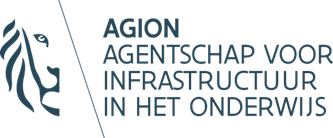 AGION
AGENTSCHAP VOOR
INFRASTRUCTUUR
IN HET ONDERWIJS